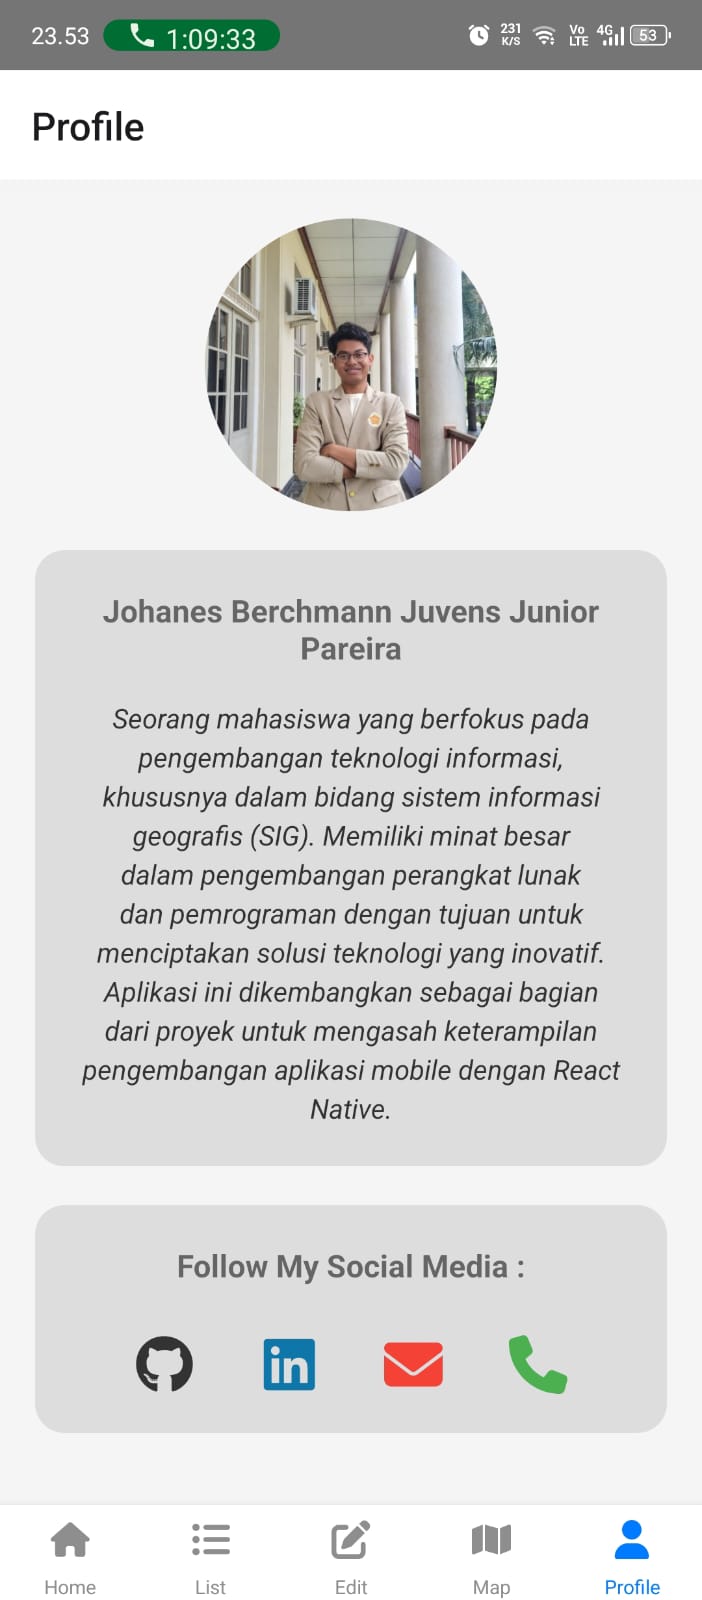 23.53 1:09:33 231 K/S Vo LTE 4G 53
Profile
Johanes Berchmann Juvens Junior
Pareira
Seorang mahasiswa yang berfokus pada
pengembangan teknologi informasi,
khususnya dalam bidang sistem informasi
geografis (SIG). Memiliki minat besar
dalam pengembangan perangkat lunak
dan pemrograman dengan tujuan untuk
menciptakan solusi teknologi yang inovatif.
Aplikasi ini dikembangkan sebagai bagian
dari proyek untuk mengasah keterampilan
pengembangan aplikasi mobile dengan React
Native.
Follow My Social Media :
in
Home List Edit Map Profile